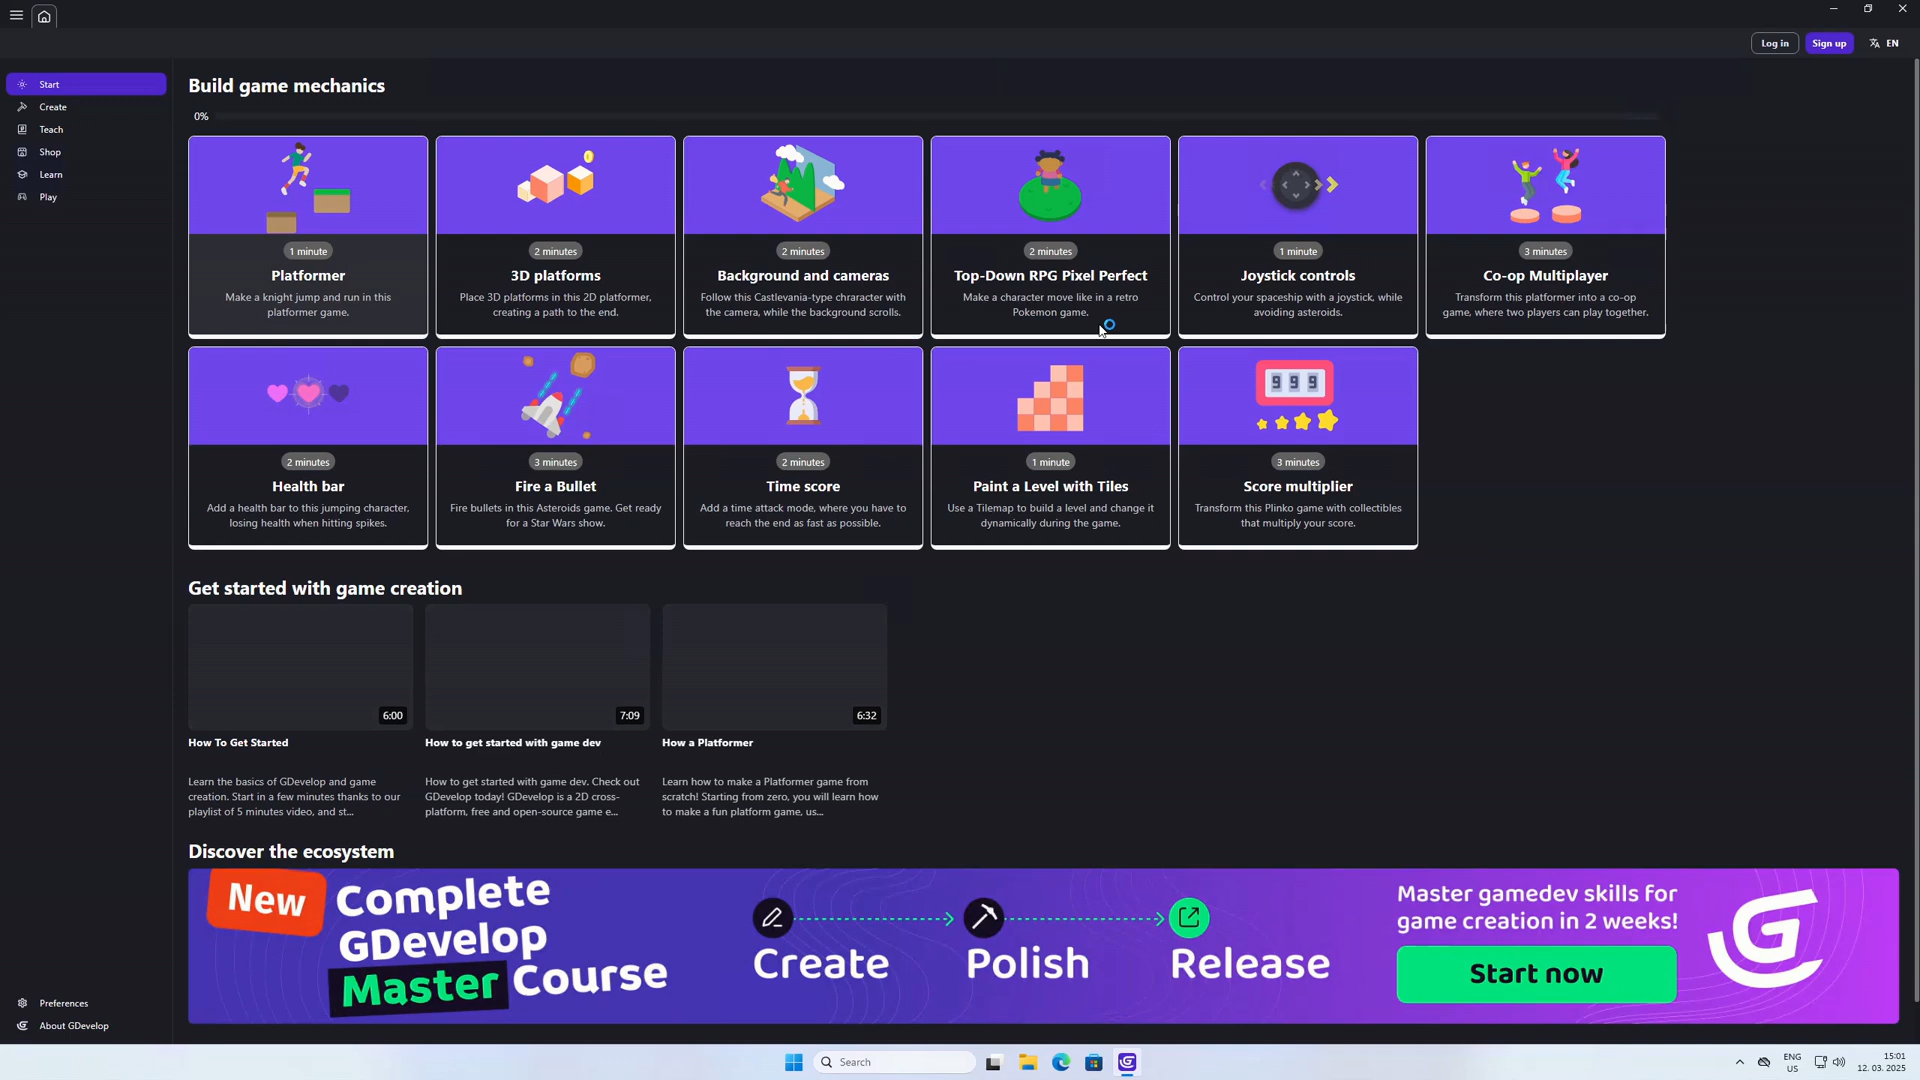 Log in
Sign up
EN
Start
Create
Teach
Shop
Learn
Play
Build game mechanics
0%
1 minute
Platformer
Make a knight jump and run in this
platformer game.
2 minutes
3D platforms
Place 3D platforms in this 2D platformer,
creating a path to the end.
2 minutes
Background and cameras
Follow this Castlevania-type chraracter with
the camera, while the background scrolls.
2 minutes
Top-Down RPG Pixel Perfect
Make a character move like in a retro
Pokemon game.
1 minute
Joystick controls
Control your spaceship with a joystick, while
avoiding asteroids.
3 minutes
Co-op Multiplayer
Transform this platformer into a co-op
game, where two players can play together.
2 minutes
Health bar
Add a health bar to this jumping character,
losing health when hitting spikes.
3 minutes
Fire a Bullet
Fire bullets in this Asteroids game. Get ready
for a Star Wars show.
2 minutes
Time score
Add a time attack mode, where you have to
reach the end as fast as possible.
1 minute
Paint a Level with Tiles
Use a Tilemap to build a level and change it
dynamically during the game.
999
3 minutes
Score multiplier
Transform this Plinko game with collectibles
that multiply your score.
Get started with game creation
6:00
How To Get Started
Learn the basics of GDevelop and game
creation. Start in a few minutes thanks to our
playlist of 5 minutes video, and st...
7:09
How to get started with game dev
How to get started with game dev. Check out
GDevelop today! GDevelop is a 2D cross-
platform, free and open-source game e...
6:32
How a Platformer
Learn how to make a Platformer game from
scratch! Starting from zero, you will learn how
to make a fun platform game, us...
Discover the ecosystem
New
Complete
GDevelop
Master Course
Create
Polish
Release
Master gamedev skills for
game creation in 2 weeks!
Start now
Preferences
About GDevelop
Search
ENG
US
15:01
12. 03. 2025